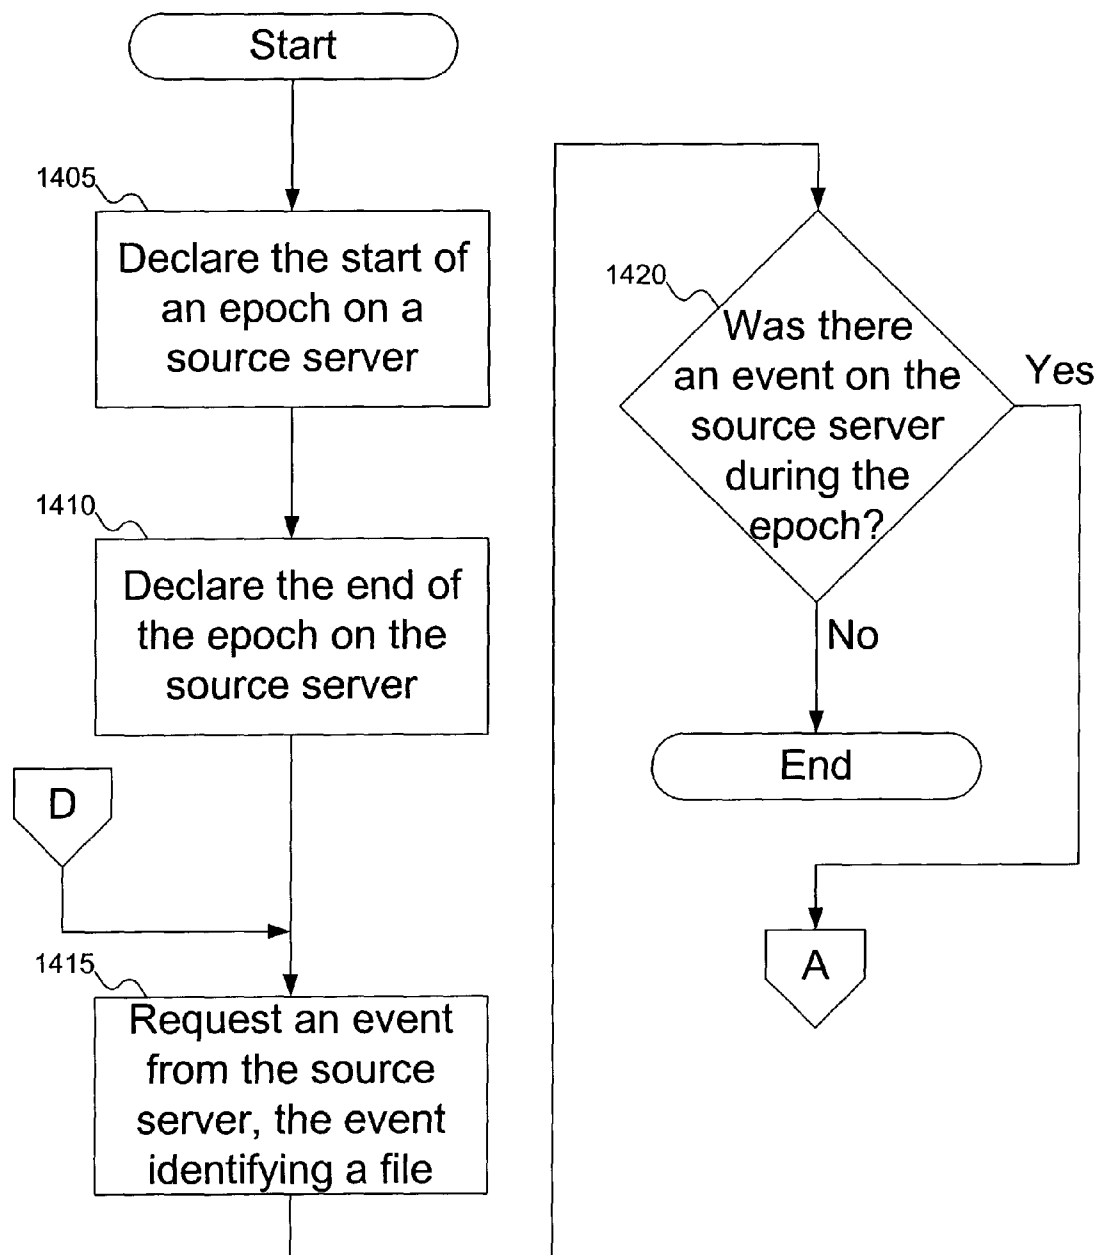 Start
1405
Declare the start of
an epoch on a
source server
1410
Declare the end of
the epoch on the
source server
D
1415
Request an event
from the source
server, the event
identifying a file
1420
Was there
an event on the
source server
during the
epoch?
Yes
No
End
A